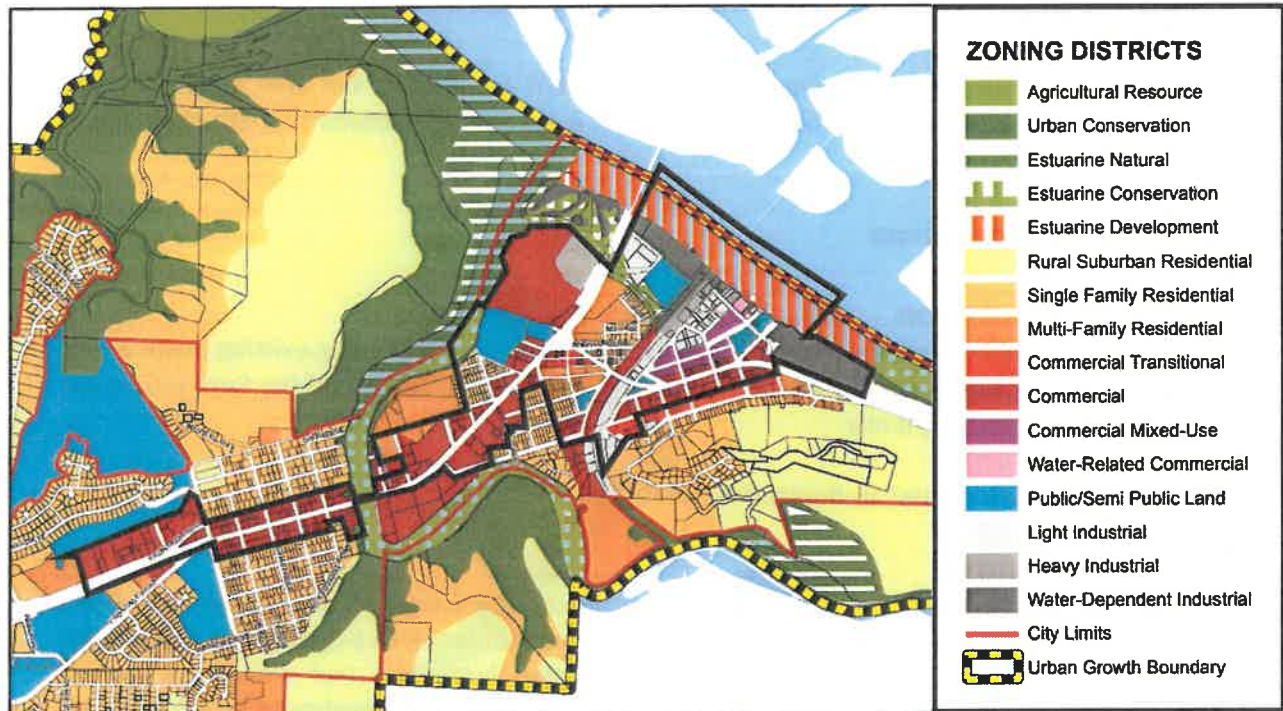 ZONING DISTRICTS
Agricultural Resource
Urban Conservation
Estuarine Natural
Estuarine Conservation
Estuarine Development
Rural Suburban Residential
Single Family Residential
Multi-Family Residential
Commercial Transitional
Commercial
Commercial Mixed-Use
Water-Related Commercial
Public/Semi Public Land
Light Industrial
Heavy Industrial
Water-Dependent Industrial
City Limits
Urban Growth Boundary